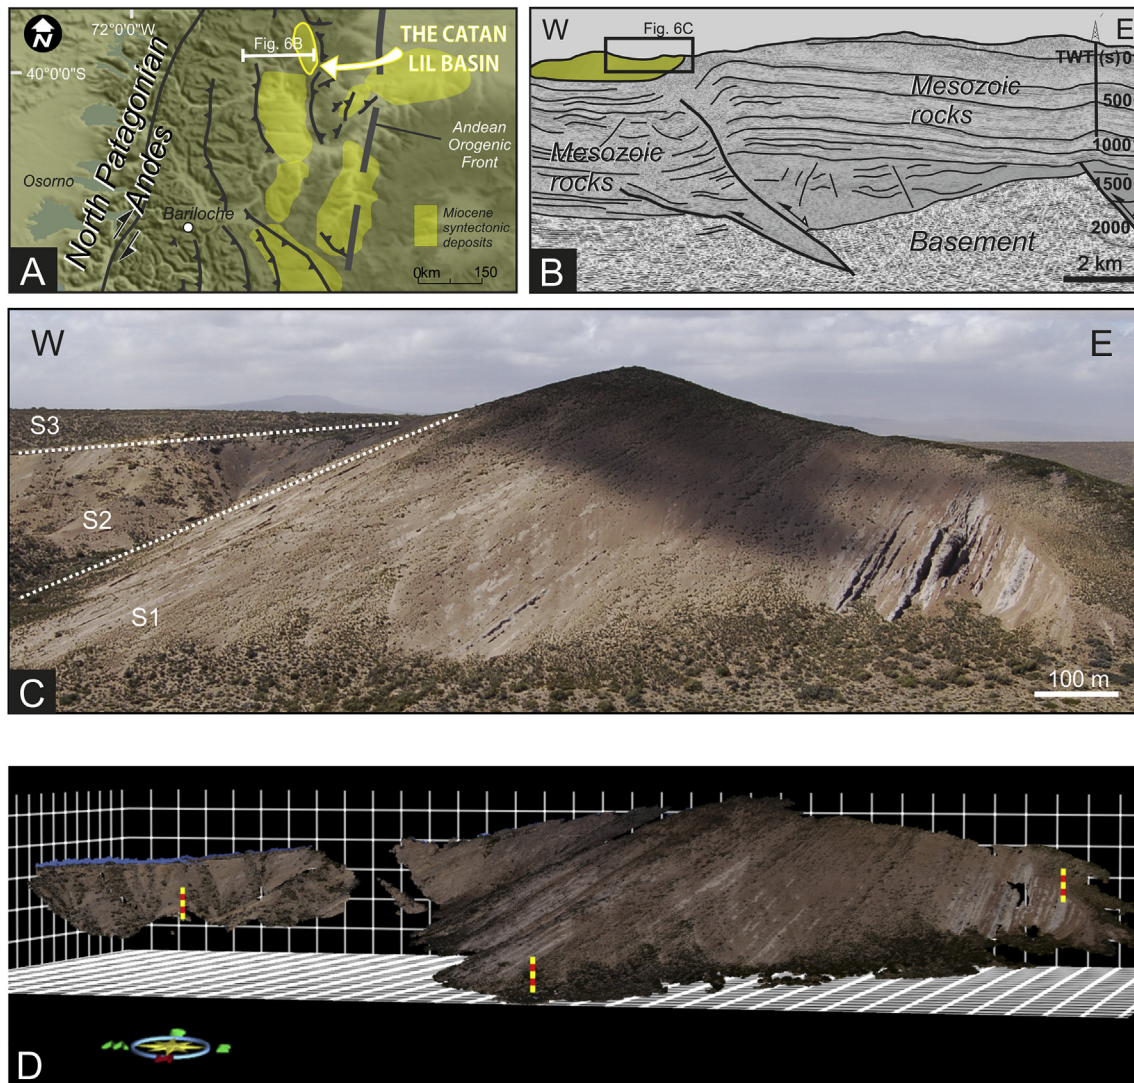 N
72°0'0"W
40°0'0"S
Fig. 6B
THE CATAN
LIL BASIN
North Patagonian
Andes
Andean
Orogenic
Front
Osorno
Bariloche
Miocene
syntectonic
deposits
0km 150
A
W
E
Fig. 6C
TWT (s)0
500
1000
1500
2000
Mesozoic
rocks
Mesozoic
rocks
Basement
2 km
B
W
E
S3
S2
S1
100 m
C
D